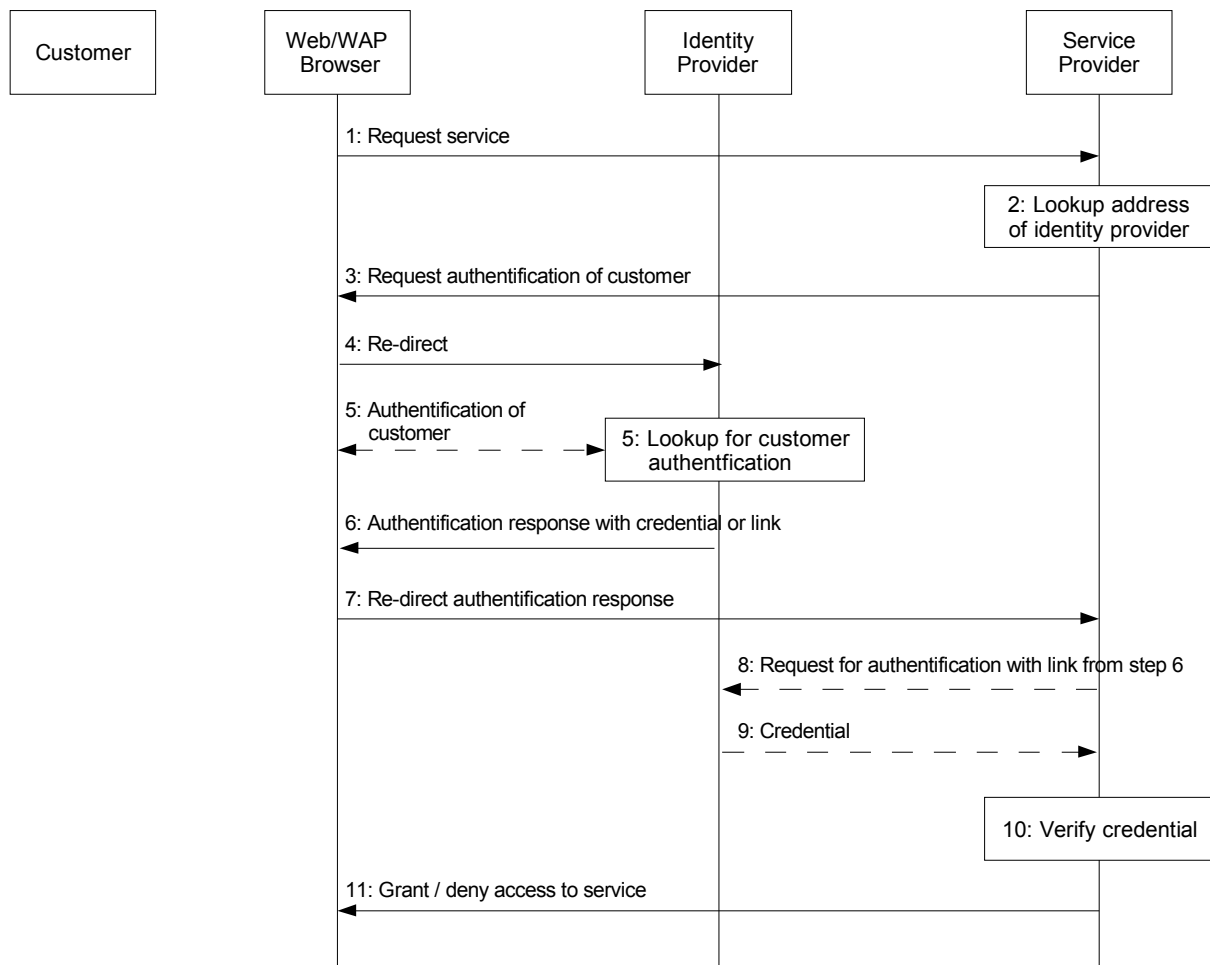 Customer
Web/WAP
Browser
Identity
Provider
Service
Provider
1: Request service
2: Lookup address
of identity provider
3: Request authentification of customer
4: Re-direct
5: Authentification of
customer
5: Lookup for customer
authentfication
6: Authentification response with credential or link
7: Re-direct authentification response
8: Request for authentification with link from step 6
9: Credential
10: Verify credential
11: Grant / deny access to service